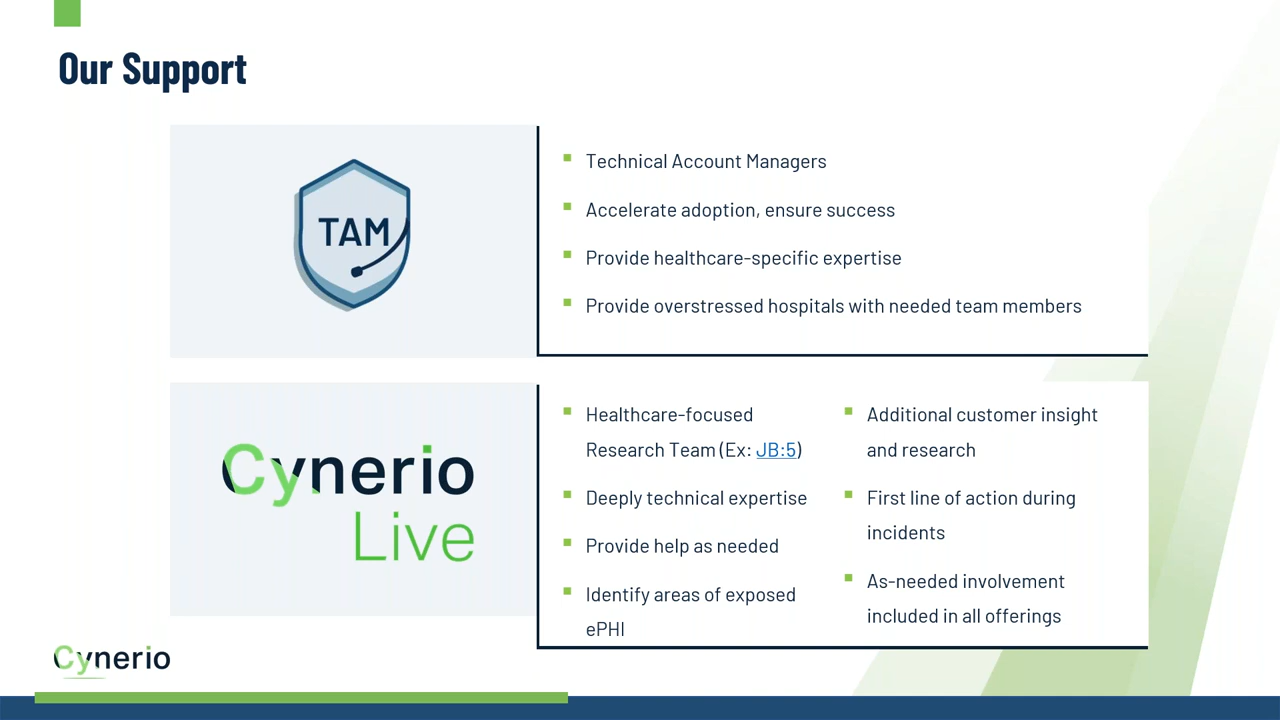 Our Support
TAM
Technical Account Managers
Accelerate adoption, ensure success
Provide healthcare-specific expertise
Provide overstressed hospitals with needed team members
Cynerio
Live
Healthcare-focused
Research Team (Ex: JB:5)
Deeply technical expertise
Provide help as needed
Identify areas of exposed
ePHI
Additional customer insight
and research
First line of action during
incidents
As-needed involvement
included in all offerings
Cynerio